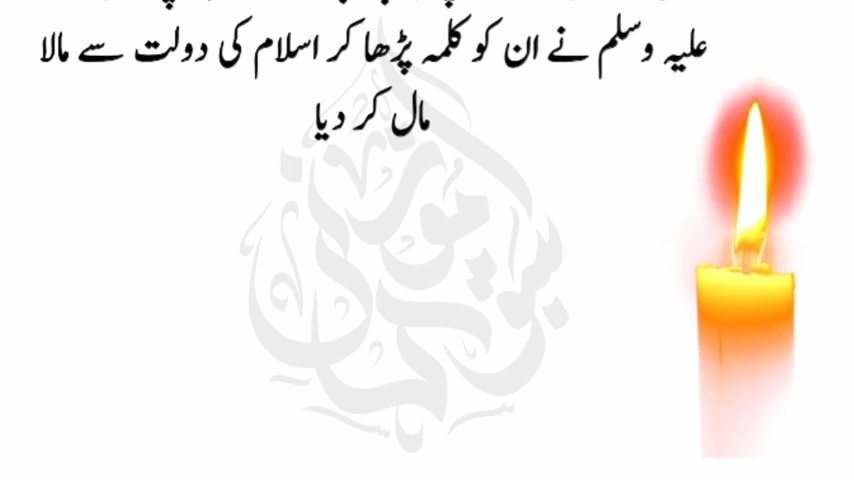 علیہ وسلم نے ان کو کلمہ پڑھا کر اسلام کی دولت سے مالا
مال کر دیا